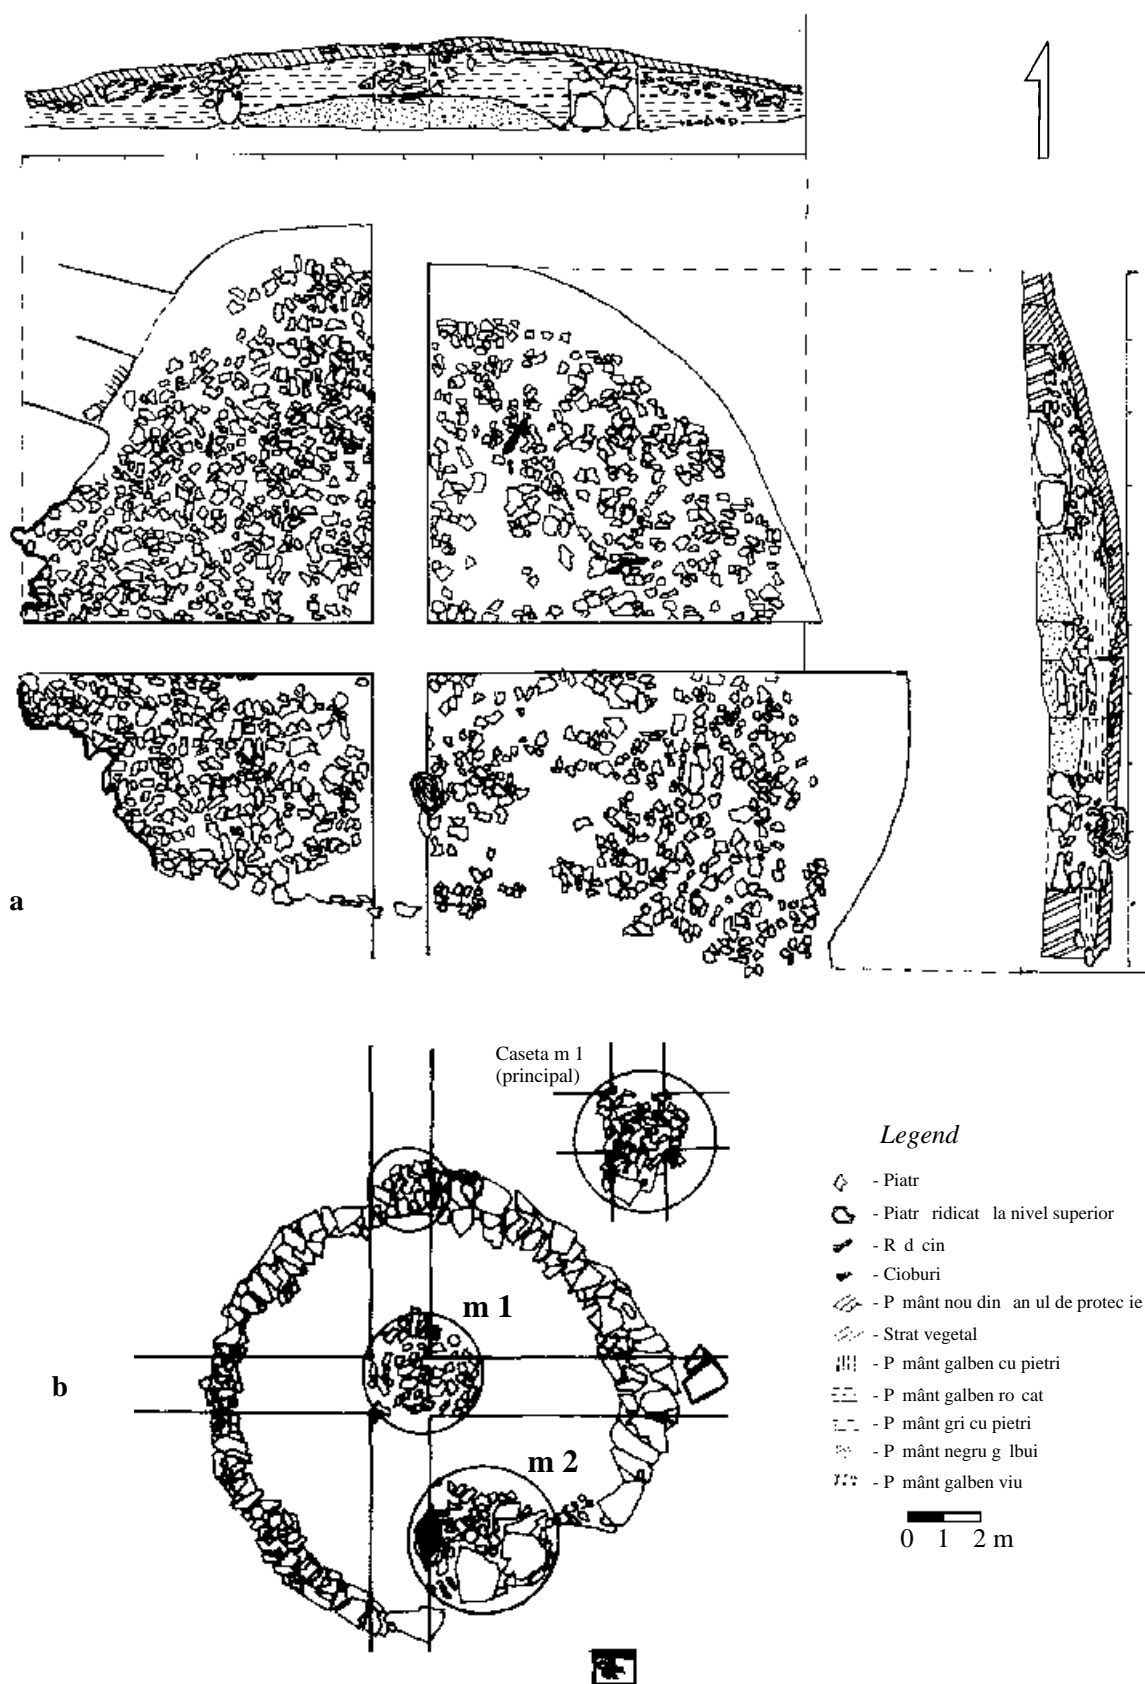 a
Caseta m 1
(principal)
m 1
b
m 2
Legend
- Piatr
- Piatr ridicat la nivel superior
- R d cin
- Cioburi
- P mânt nou din an ul de protec ie
- Strat vegetal
- P mânt galben cu pietri
- P mânt galben ro cat
- P mânt gri cu pietri
- P mânt negru g lbui
- P mânt galben viu
0 1 2 m